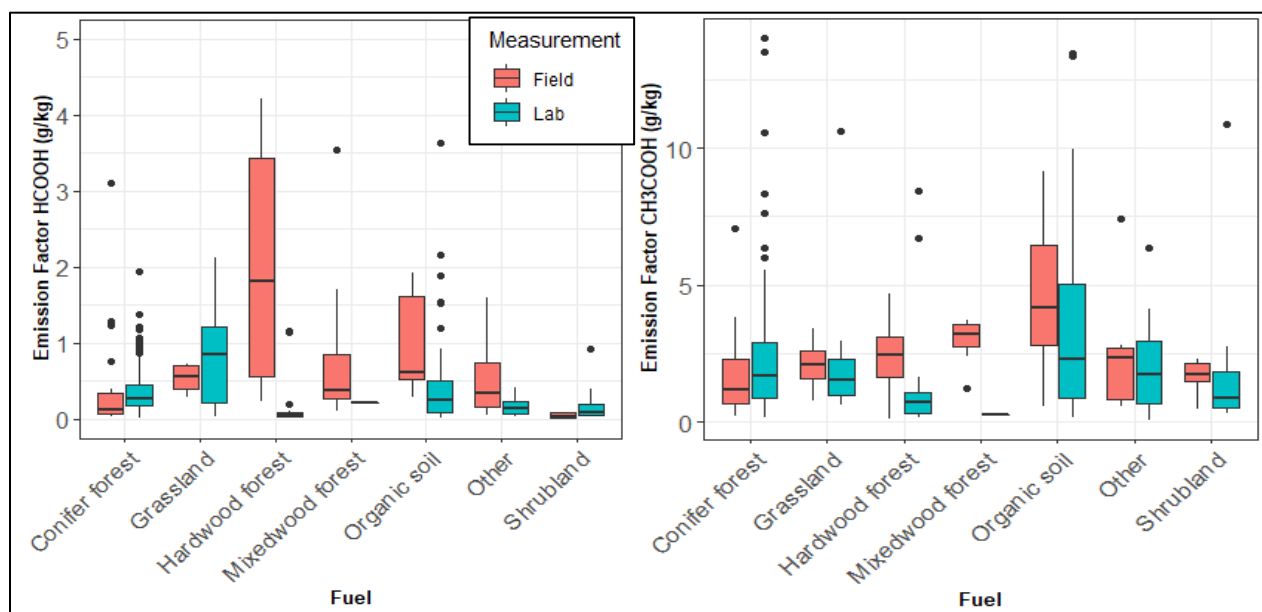 Emission Factor HCOOH (g/kg)
5
4
3
2
1
0
Measurement
Field
Lab
Conifer forest
Grassland
Hardwood forest
Mixedwood forest
Organic soil
Other
Shrubland
Fuel
Emission Factor CH3COOH (g/kg)
10
5
0
Conifer forest
Grassland
Hardwood forest
Mixedwood forest
Organic soil
Other
Shrubland
Fuel